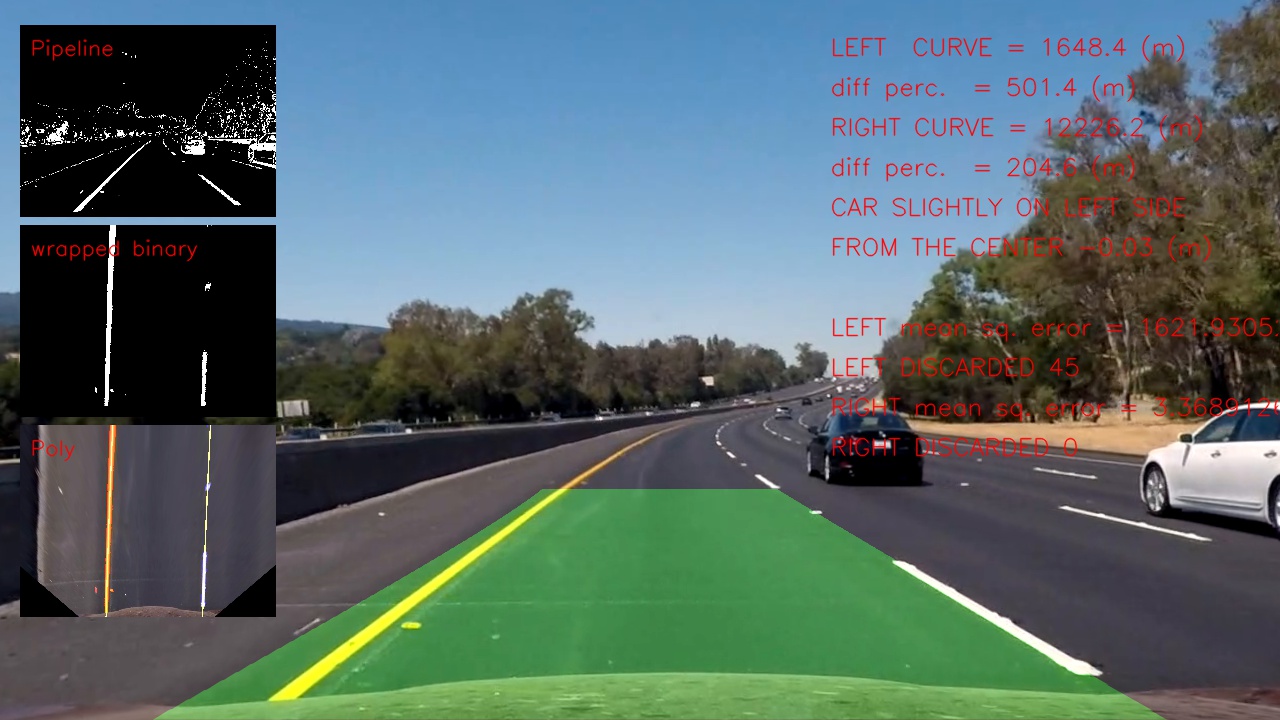 Pipeline
wrapped binary
Poly
LEFT CURVE = 1648.4 (m)
diff perc. = 501.4 (m)
RIGHT CURVE = 12226.2 (m)
diff perc. = 204.6 (m)
CAR SLIGHTLY ON LEFT SIDE
FROM THE CENTER -0.03 (m)
LEFT mean sq. error = 1621.9305.
LEFT DISCARDED 45
RIGHT mean sq. error = 3.3689126
RIGHT DISCARDED 0